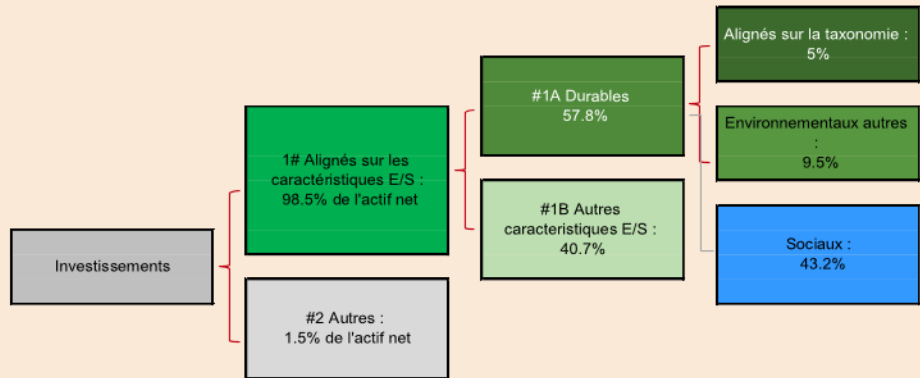 Alignés sur la taxonomie :
5%
#1A Durables
57.8%
Environnementaux autres
:
9.5%
1# Alignés sur les
caractéristiques E/S :
98.5% de l'actif net
#1B Autres
caracteristiques E/S :
40.7%
Sociaux :
43.2%
Investissements
#2 Autres :
1.5% de l'actif net